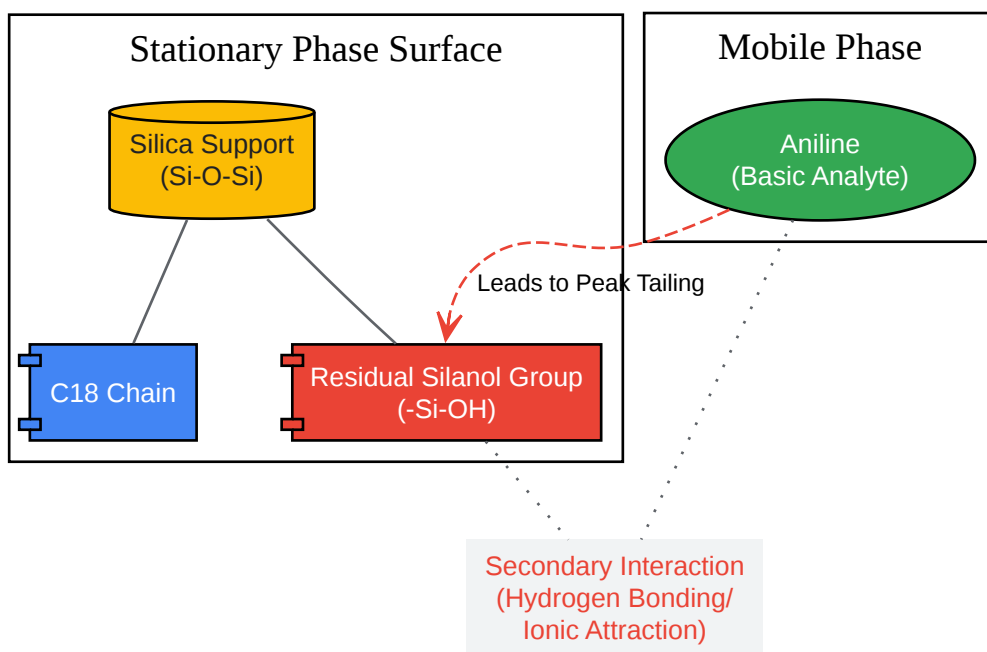 Stationary Phase Surface
Mobile Phase
Silica Support
(Si-O-Si)
Aniline
(Basic Analyte)
Leads to Peak Tailing
C18 Chain
Residual Silanol Group
(-Si-OH)
Secondary Interaction
(Hydrogen Bonding/
Ionic Attraction)